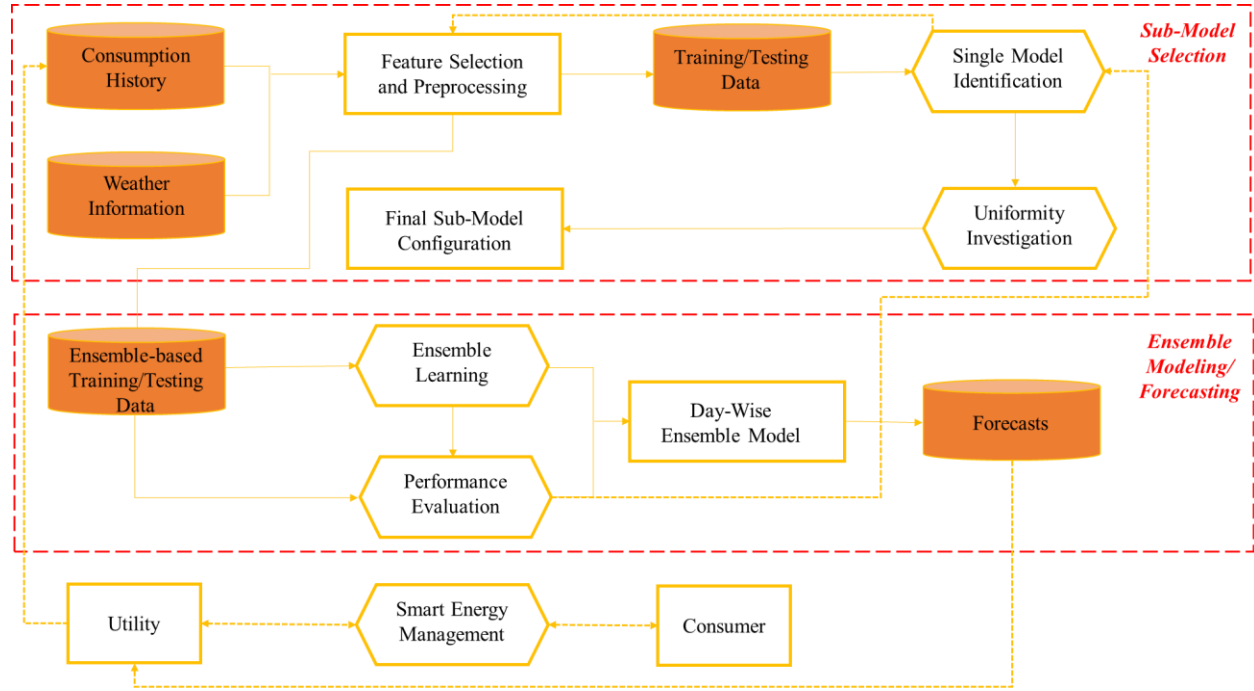 Consumption
History
Feature Selection
and Preprocessing
Training/Testing
Data
Single Model
Identification
Sub-Model
Selection
Weather
Information
Final Sub-Model
Configuration
Uniformity
Investigation
Ensemble-based
Training/Testing
Data
Ensemble
Learning
Day-Wise
Ensemble Model
Forecasts
Ensemble
Modeling/
Forecasting
Performance
Evaluation
Utility
Smart Energy
Management
Consumer